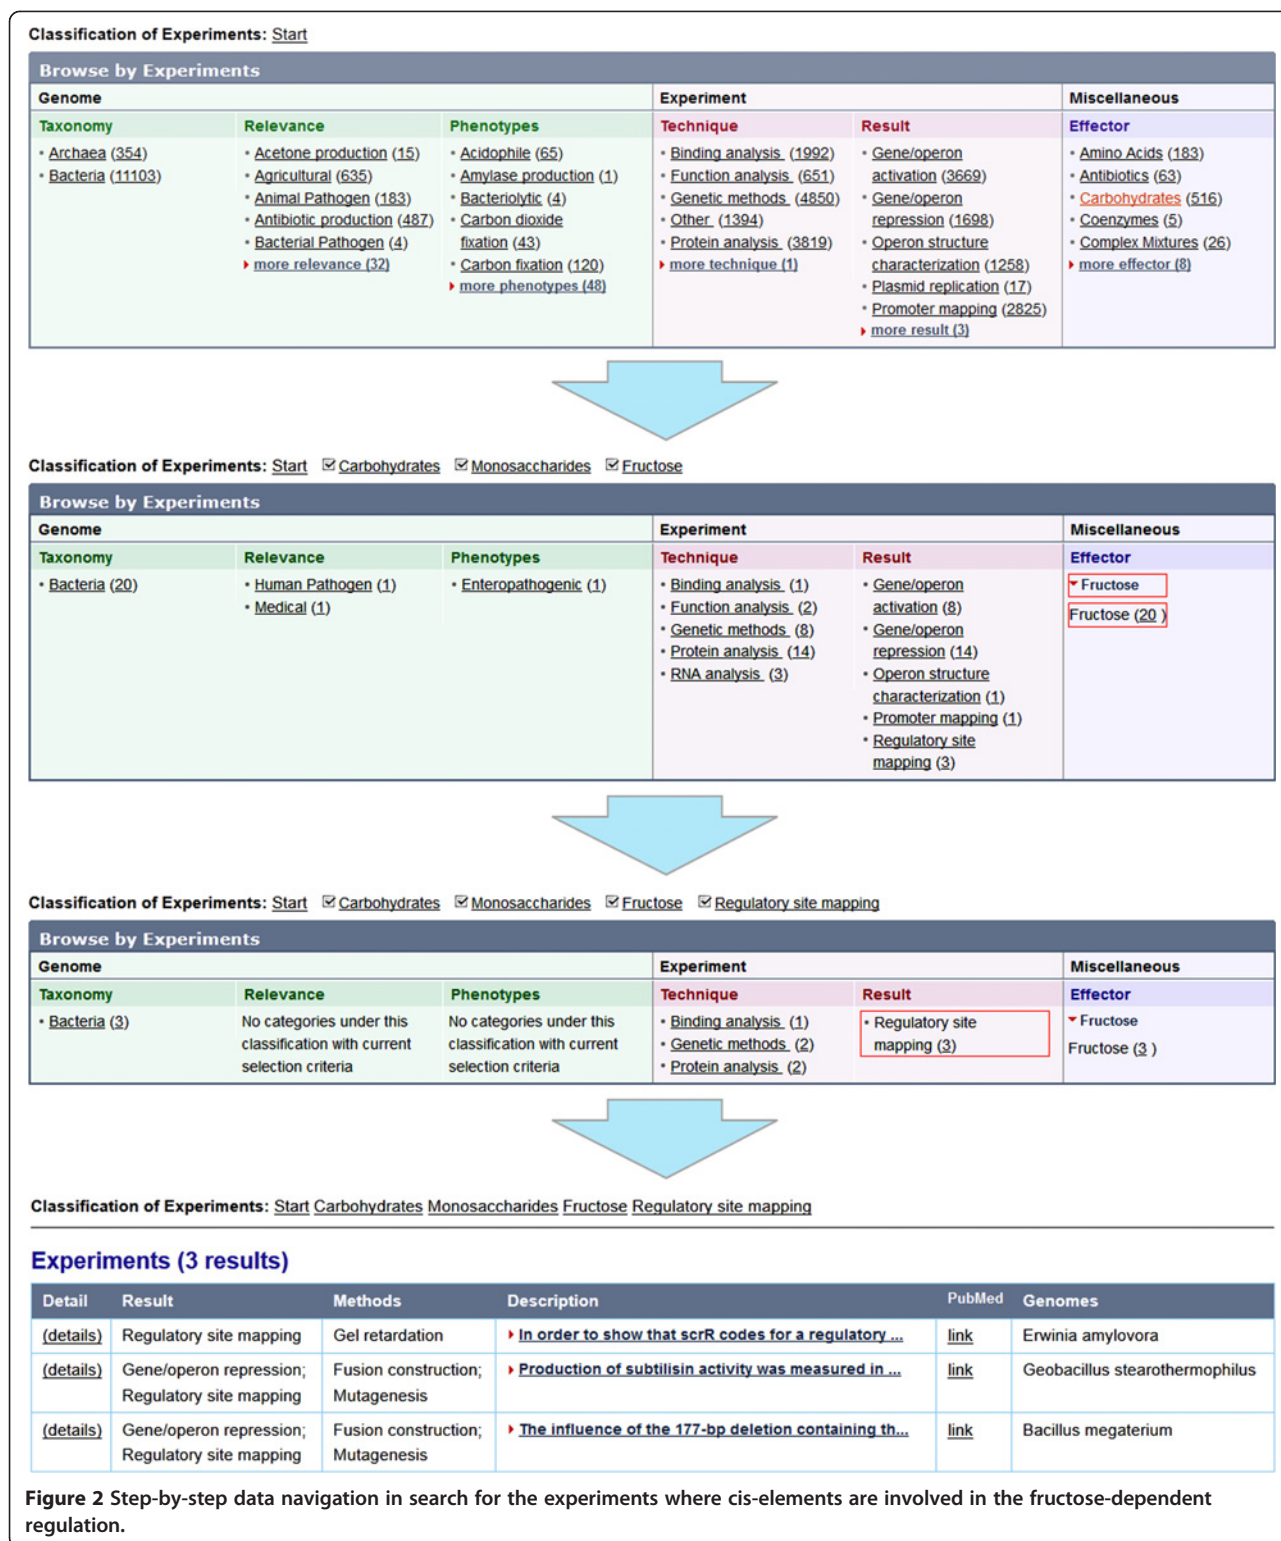 Classification of Experiments: Start
Browse by Experiments
Genome
Experiment
Miscellaneous
Taxonomy
Relevance
Phenotypes
Technique
Result
Effector
• Archaea (354)
• Bacteria (11103)
• Acetone production (15)
• Agricultural (635)
• Animal Pathogen (183)
• Antibiotic production (487)
• Bacterial Pathogen (4)
more relevance (32)
• Acidophile (65)
• Amylase production (1)
• Bacteriolytic (4)
• Carbon dioxide
fixation (43)
• Carbon fixation (120)
more phenotypes (48)
• Binding analysis (1992)
• Function analysis (651)
• Genetic methods (4850)
• Other (1394)
• Protein analysis (3819)
more technique (1)
• Gene/operon
activation (3669)
• Gene/operon
repression (1698)
• Operon structure
characterization (1258)
• Plasmid replication (17)
• Promoter mapping (2825)
more result (3)
• Amino Acids (183)
• Antibiotics (63)
• Carbohydrates (516)
• Coenzymes (5)
• Complex Mixtures (26)
more effector (8)
Classification of Experiments: Start Carbohydrates Monosaccharides Fructose
Browse by Experiments
Genome
Experiment
Miscellaneous
Taxonomy
Relevance
Phenotypes
Technique
Result
Effector
• Bacteria (20)
• Human Pathogen (1)
• Medical (1)
• Enteropathogenic (1)
• Binding analysis (1)
• Function analysis (2)
• Genetic methods (8)
• Protein analysis (14)
• RNA analysis (3)
• Gene/operon
activation (8)
• Gene/operon
repression (14)
• Operon structure
characterization (1)
• Promoter mapping (1)
• Regulatory site
mapping (3)
Fructose
Fructose (20 )
Classification of Experiments: Start Carbohydrates Monosaccharides Fructose Regulatory site mapping
Browse by Experiments
Genome
Experiment
Miscellaneous
Taxonomy
Relevance
Phenotypes
Technique
Result
Effector
• Bacteria (3)
No categories under this
classification with current
selection criteria
No categories under this
classification with current
selection criteria
• Binding analysis (1)
• Genetic methods (2)
• Protein analysis (2)
• Regulatory site
mapping (3)
Fructose
Fructose (3 )
Classification of Experiments: Start Carbohydrates Monosaccharides Fructose Regulatory site mapping
Experiments (3 results)
Detail Result Methods Description PubMed Genomes
(details) Regulatory site mapping Gel retardation In order to show that scrR codes for a regulatory ... link Erwinia amylovora
(details) Gene/operon repression; Fusion construction; Production of subtilisin activity was measured in ... link Geobacillus stearothermophilus
Regulatory site mapping Mutagenesis
(details) Gene/operon repression; Fusion construction; The influence of the 177-bp deletion containing th... link Bacillus megaterium
Regulatory site mapping Mutagenesis
Figure 2 Step-by-step data navigation in search for the experiments where cis-elements are involved in the fructose-dependent
regulation.